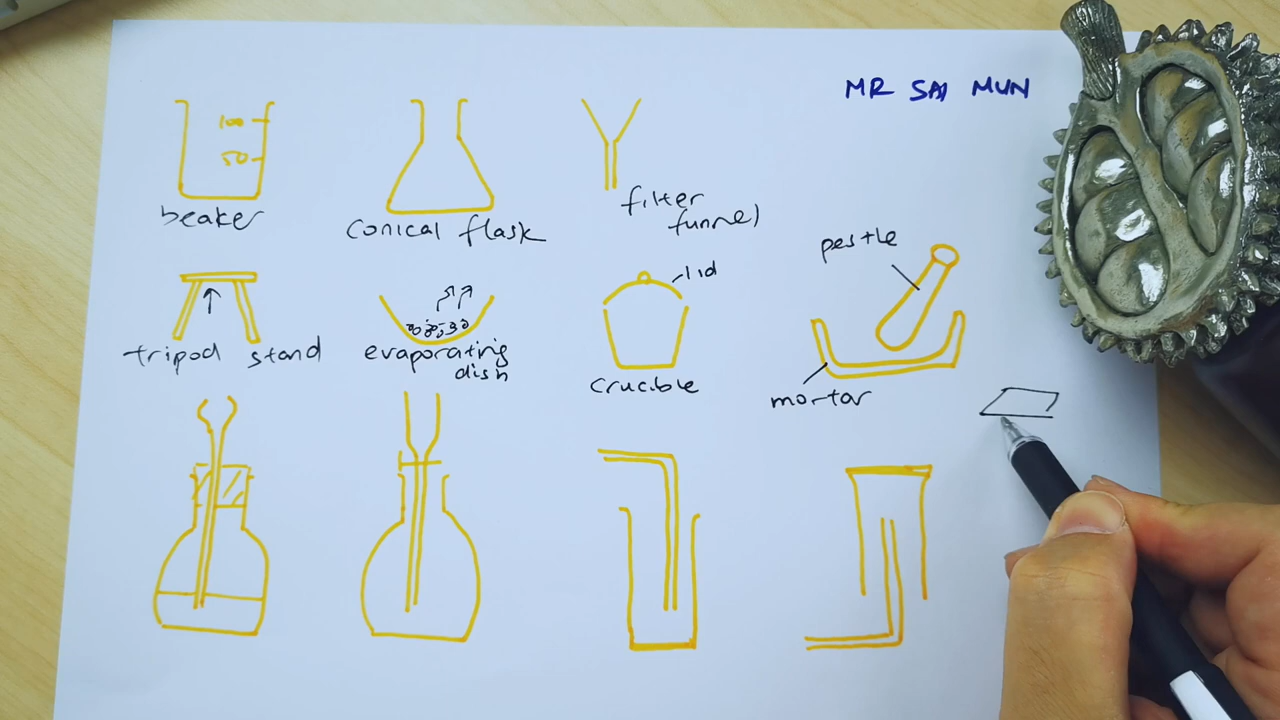 MR SAI MUN
100
50
beaker
conical flask
filter
funnel
pestle
lid
tripod stand
evaporating
dish
crucible
mortar